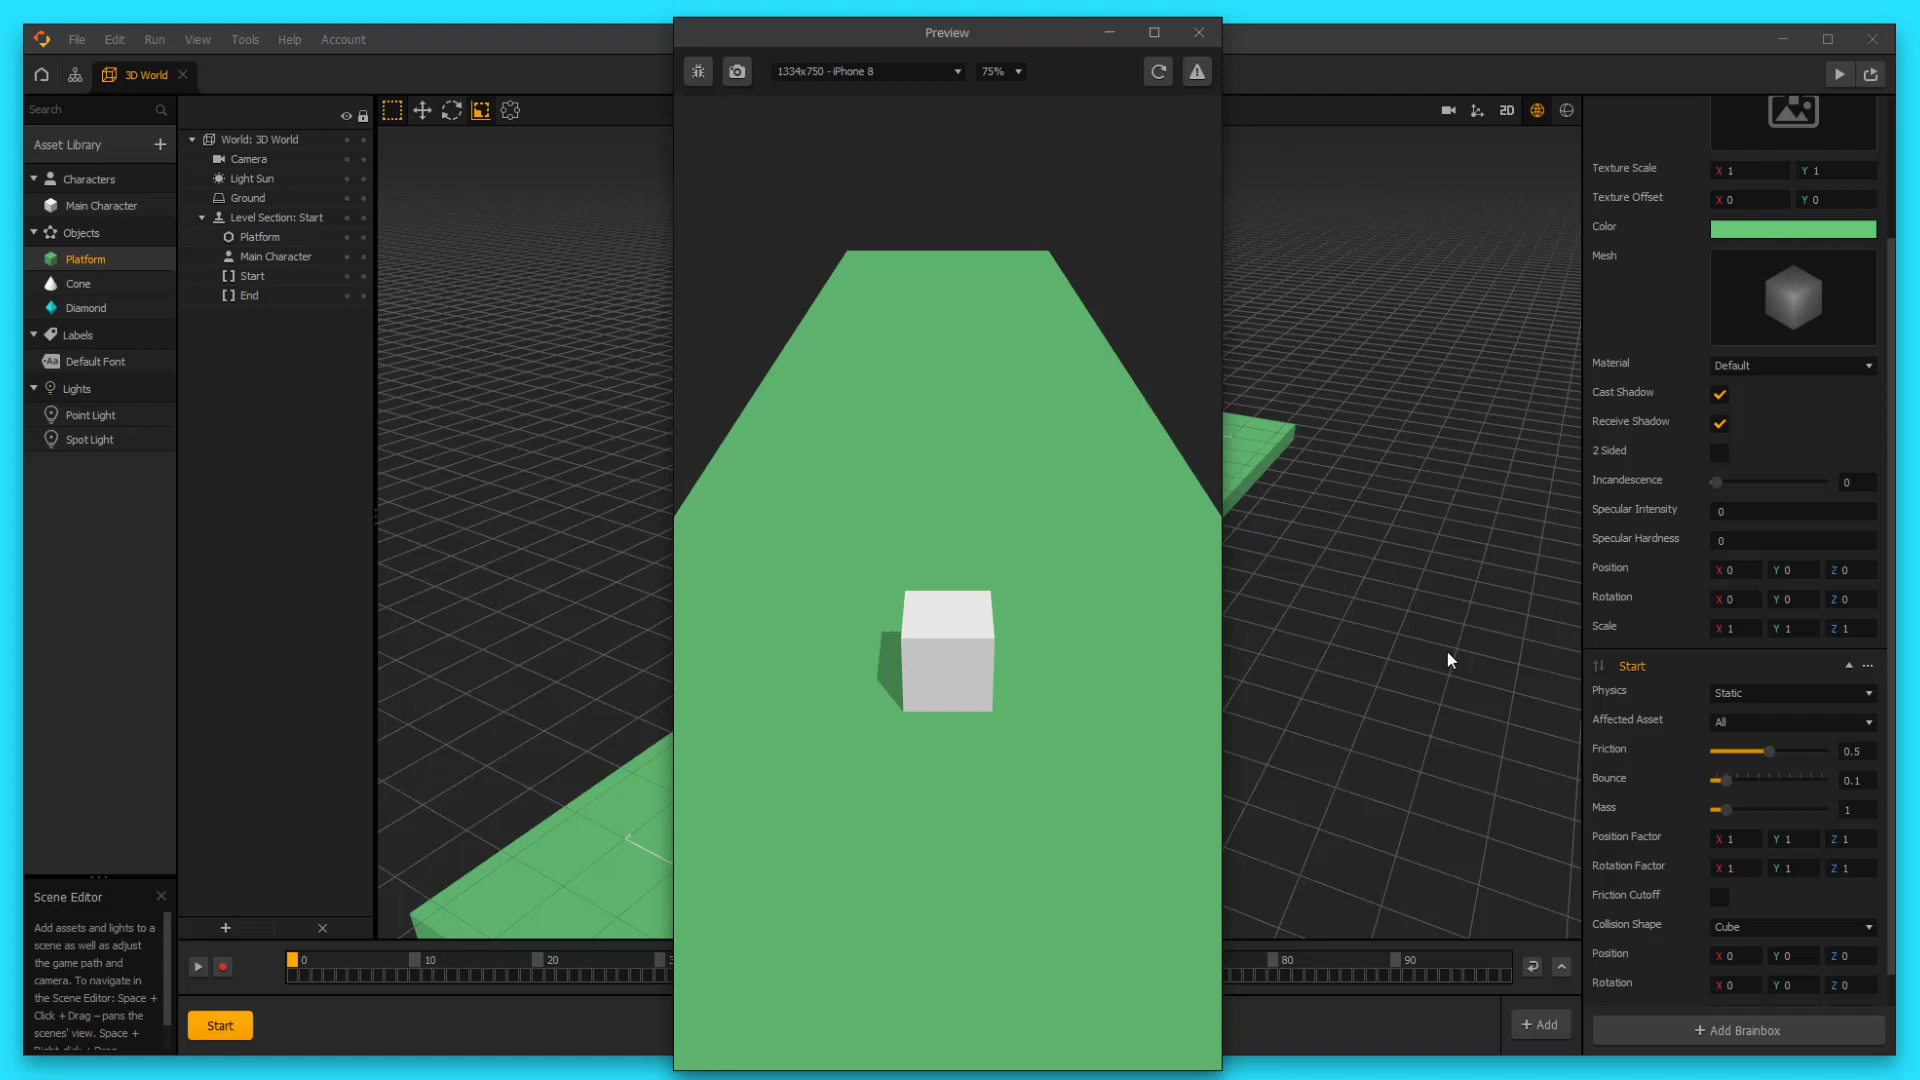 File Edit Run View Tools Help Account
Preview
3D World
1334x750 - iPhone 8
75%
Search
Asset Library
Characters
Main Character
Objects
Platform
Cone
Diamond
Labels
Aa Default Font
Lights
Point Light
Spot Light
World: 3D World
Camera
Light Sun
Ground
Level Section: Start
Platform
Main Character
Start
End
2D
Texture Scale X 1 Y 1
Texture Offset X 0 Y 0
Color
Mesh
Material Default
Cast Shadow
Receive Shadow
2 Sided
Incandescence 0
Specular Intensity 0
Specular Hardness 0
Position X 0 Y 0 Z 0
Rotation X 0 Y 0 Z 0
Scale X 1 Y 1 Z 1
Start
Physics Static
Affected Asset All
Friction 0.5
Bounce 0.1
Mass 1
Position Factor X 1 Y 1 Z 1
Rotation Factor X 1 Y 1 Z 1
Friction Cutoff
Collision Shape Cube
Position X 0 Y 0 Z 0
Rotation X 0 Y 0 Z 0
Add Brainbox
Scene Editor
Add assets and lights to a
scene as well as adjust
the game path and
camera. To navigate in
the Scene Editor: Space +
Click + Drag – pans the
scenes' view. Space +
Right click + Drag
0 10 20 80 90
Start
Add